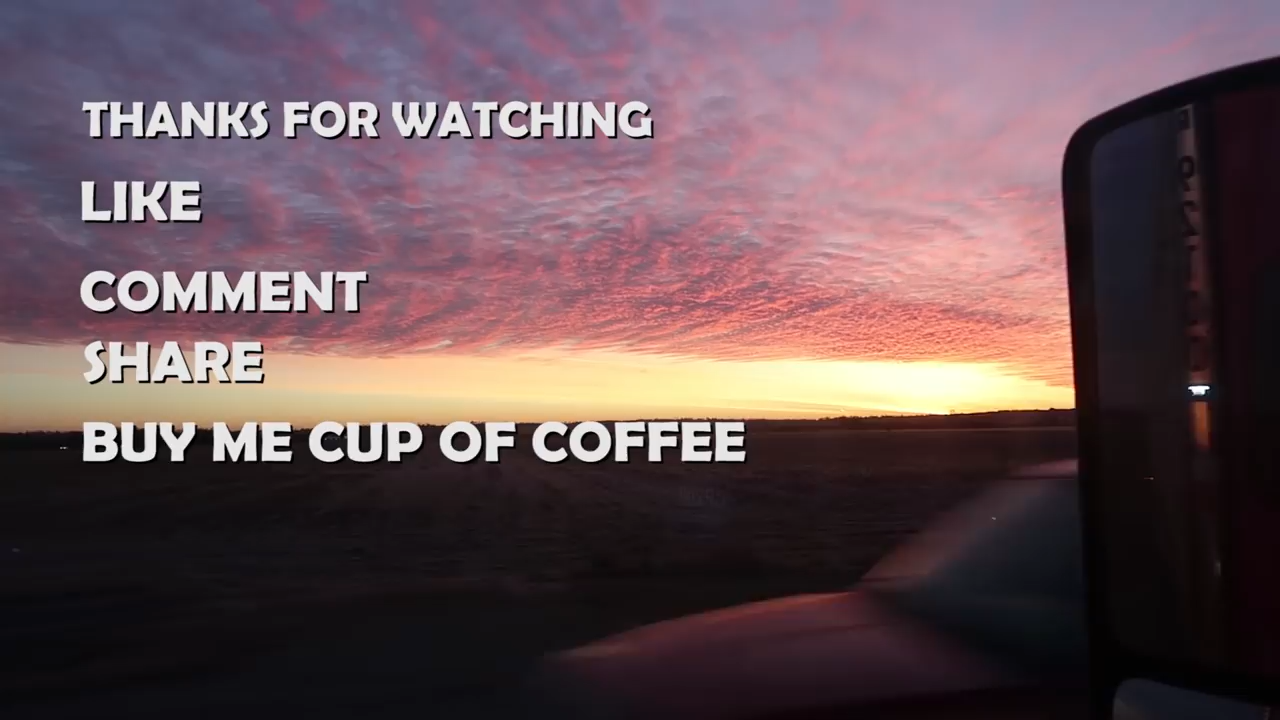 THANKS FOR WATCHING
LIKE
COMMENT
SHARE
BUY ME CUP OF COFFEE